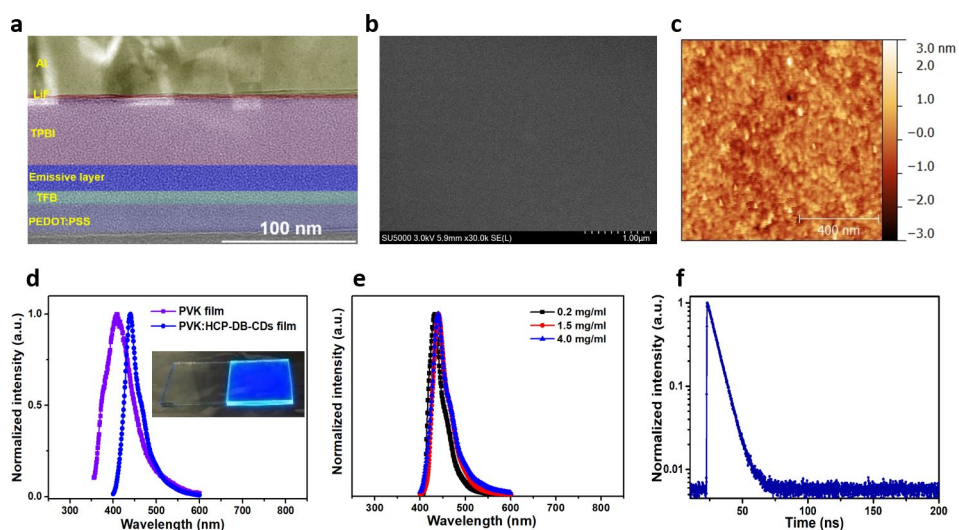 a
Al
LiF
TPBI
Emissive layer
TFB
PEDOT:PSS
100 nm
b
SU5000 3.0kV 5.9mm x30.0k SE(L)
1.00μm
c
400 nm
3.0 nm
2.0
1.0
−0.0
−1.0
−2.0
−3.0
d
Normalized intensity (a.u.)
1.0
0.5
0.0
PVK film
PVK:HCP-DB-CDs film
300 400 500 600 700 800
Wavelength (nm)
e
Normalized intensity (a.u.)
0.2 mg/ml
1.5 mg/ml
4.0 mg/ml
300 400 500 600 700 800
Wavelength (nm)
f
Normalized intensity (a.u.)
1
0.1
0.01
50 100 150 200
Time (ns)